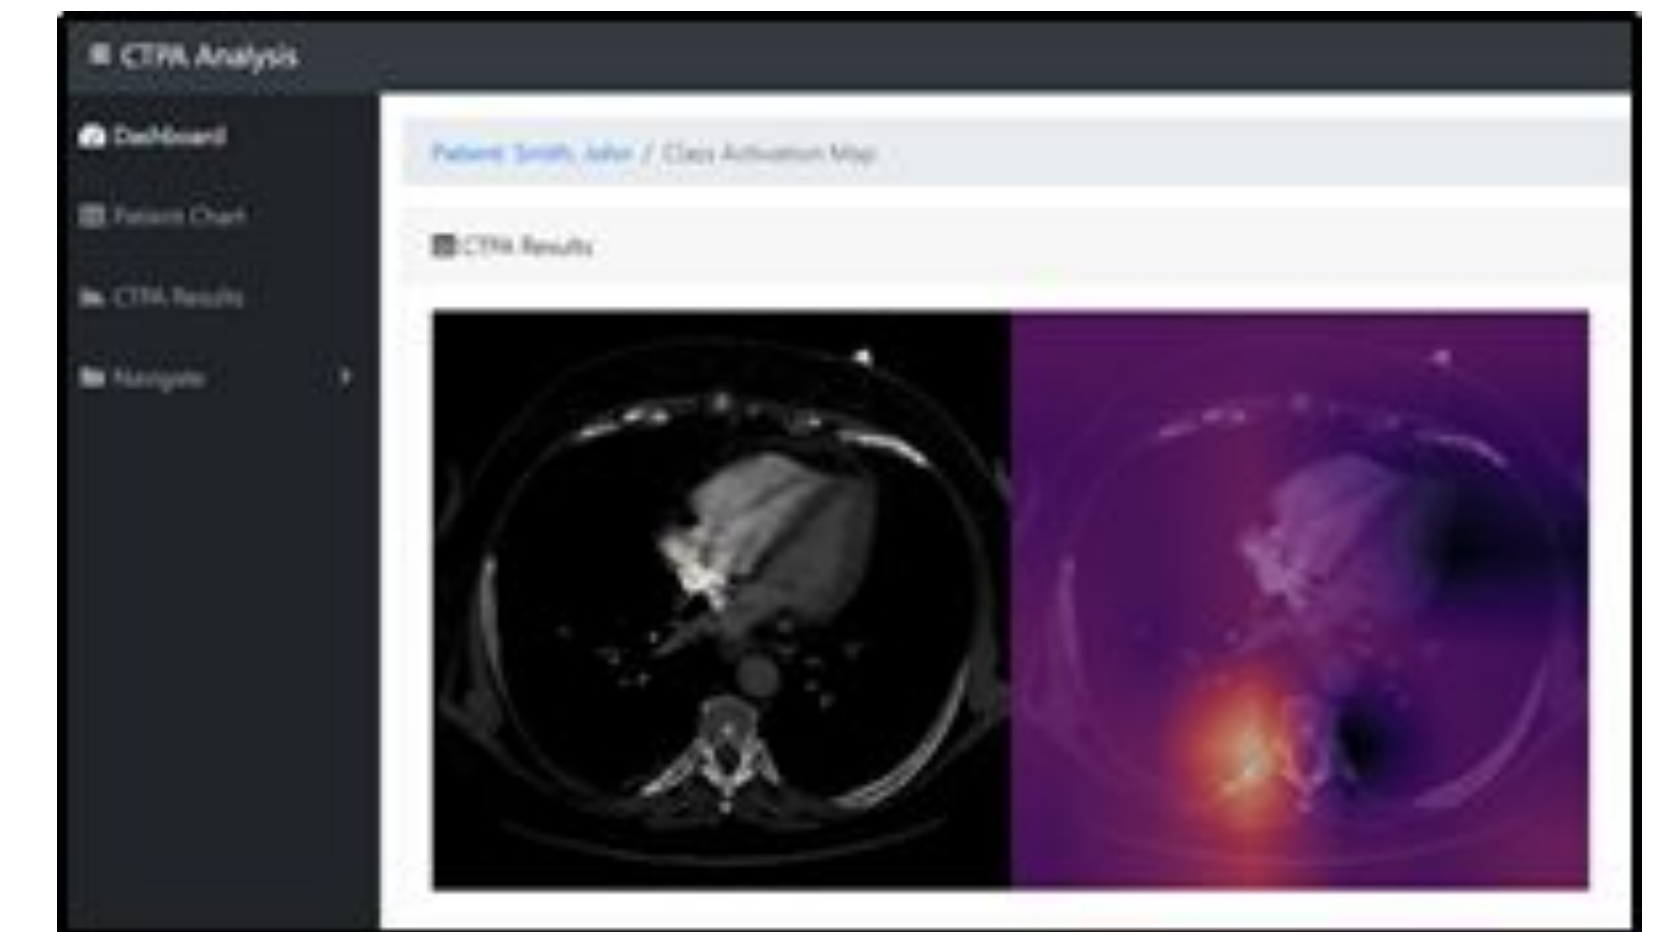 CTPA Analysis
Dashboard
Patient Chart
CTPA Results
Navigate
Patient: Smith, John / Class Activation Map
CTPA Results